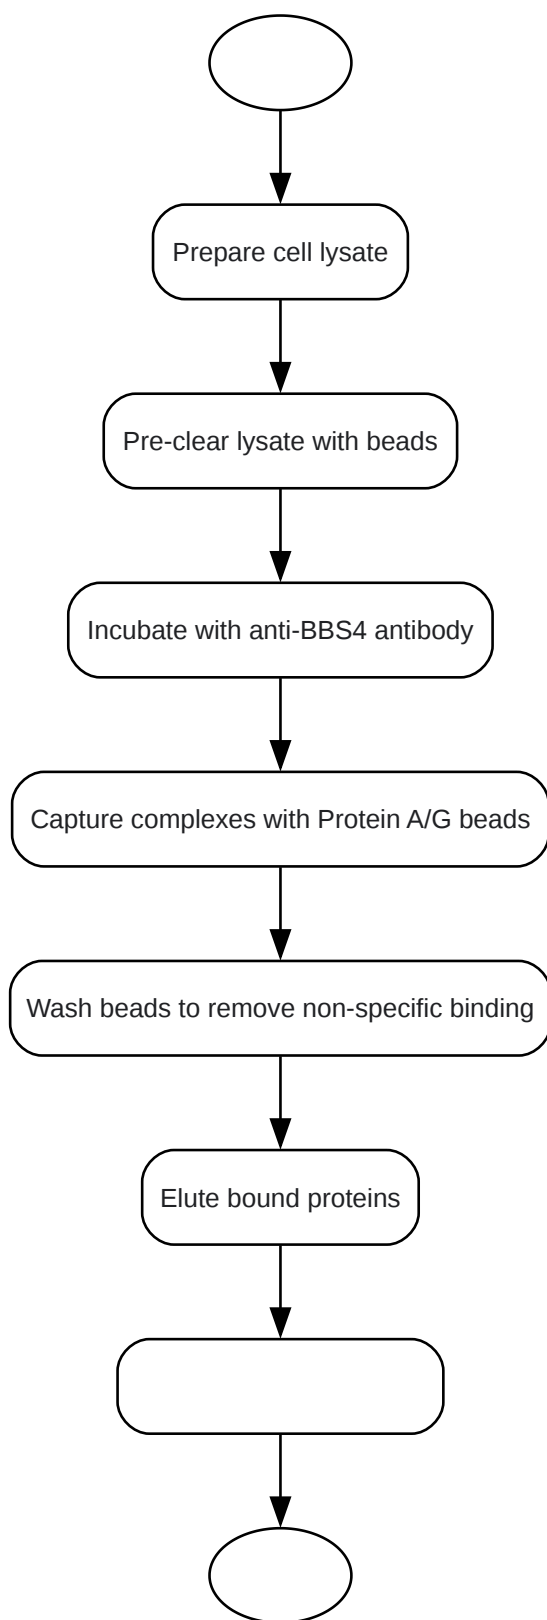 Prepare cell lysate
Pre-clear lysate with beads
Incubate with anti-BBS4 antibody
Capture complexes with Protein A/G beads
Wash beads to remove non-specific binding
Elute bound proteins